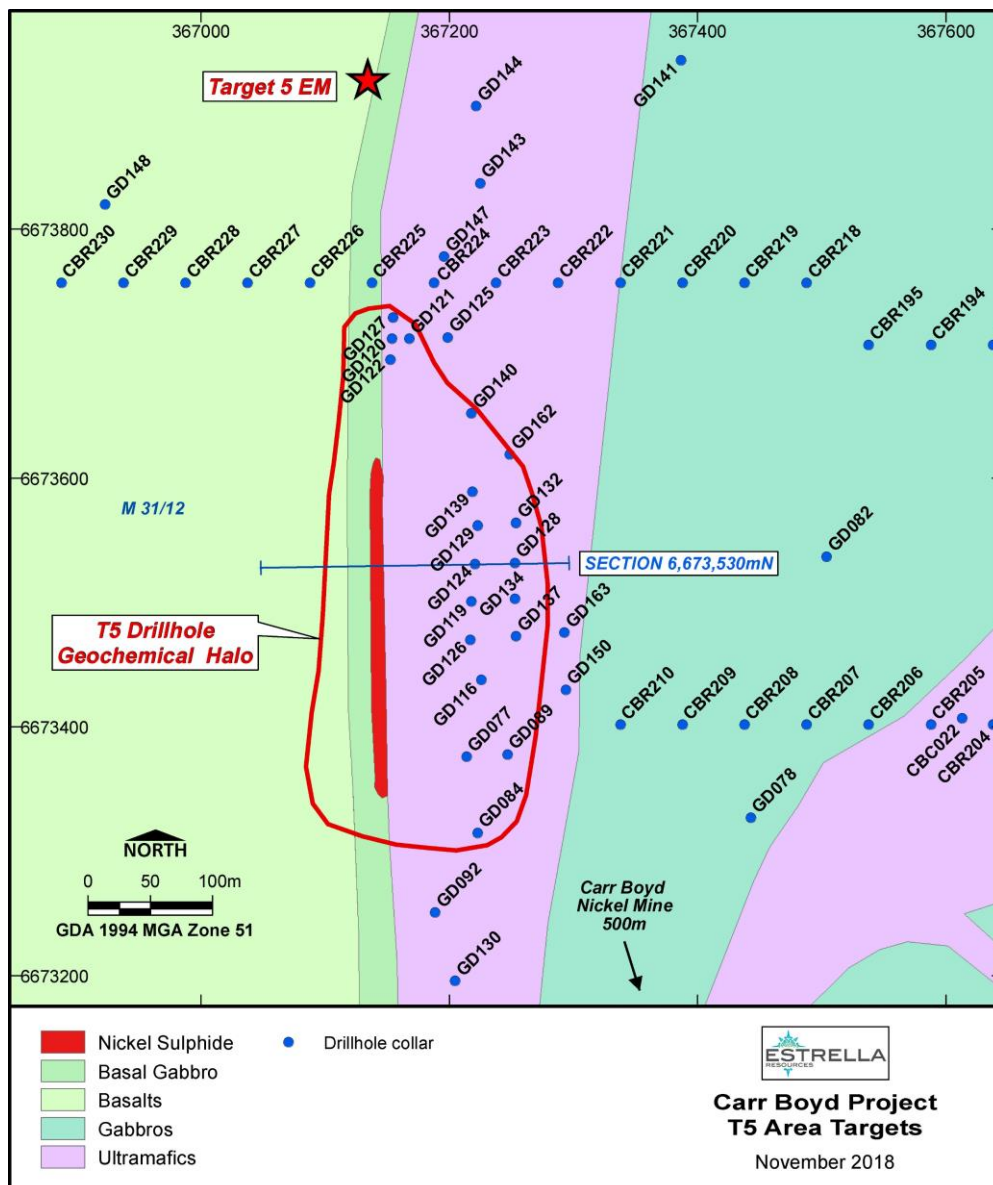 367000
367200
367400
367600
Target 5 EM
GD144
GD141
GD143
GD148
6673800
GD147
CBR230
CBR229
CBR228
CBR227
CBR226
CBR225
CBR224
CBR223
CBR222
CBR221
CBR220
CBR219
CBR218
GD127
GD121
GD125
CBR195
CBR194
GD120
GD122
GD140
GD162
6673600
M 31/12
GD139
GD132
GD129
GD128
GD082
SECTION 6,673,530mN
GD124
GD134
GD119
GD137
GD163
T5 Drillhole
Geochemical Halo
GD126
GD116
GD150
CBR210
CBR209
CBR208
CBR207
CBR206
CBR205
CBC022
CBR204
6673400
GD077
GD089
GD084
GD078
NORTH
0 50 100m
GDA 1994 MGA Zone 51
GD092
Carr Boyd
Nickel Mine
500m
GD130
6673200
Nickel Sulphide
Drillhole collar
Basal Gabbro
Basalts
Gabbros
Ultramafics
ESTRELLA
RESOURCES
Carr Boyd Project
T5 Area Targets
November 2018